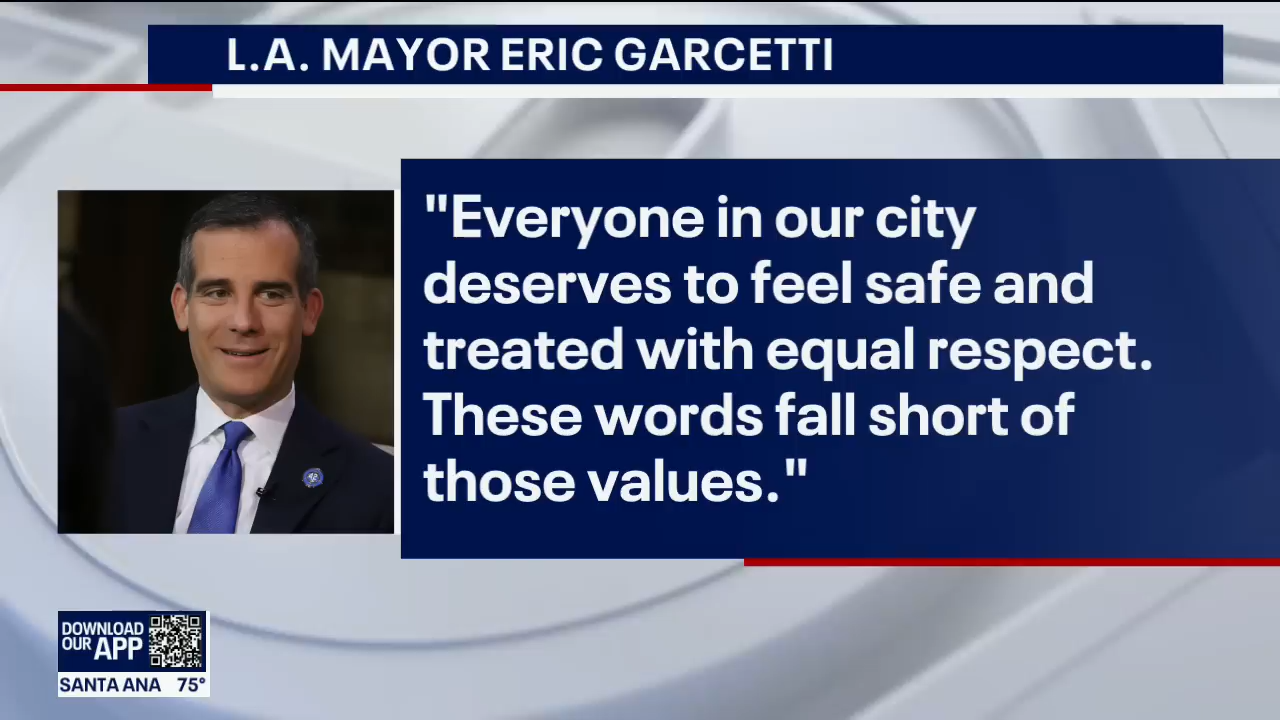 L.A. MAYOR ERIC GARCETTI
"Everyone in our city
deserves to feel safe and
treated with equal respect.
These words fall short of
those values."
DOWNLOAD
OUR APP
SANTA ANA 75°